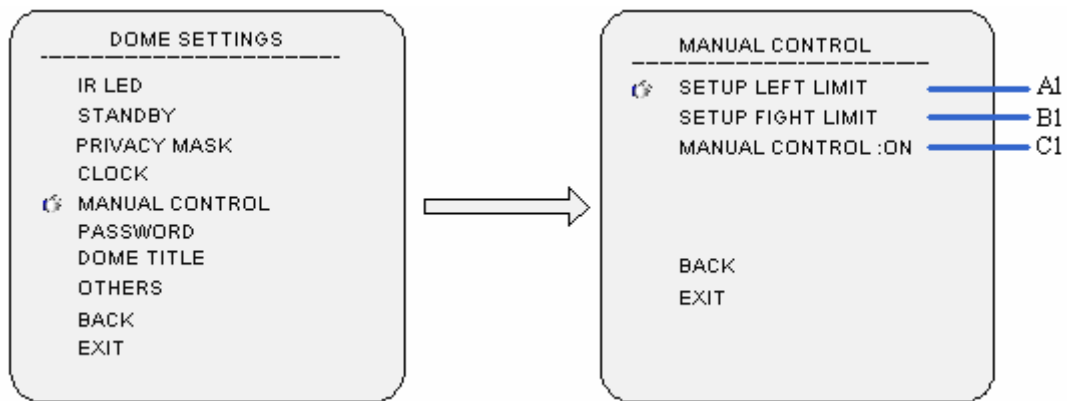 DOME SETTINGS
IR LED
STANDBY
PRIVACY MASK
CLOCK
MANUAL CONTROL
PASSWORD
DOME TITLE
OTHERS
BACK
EXIT
MANUAL CONTROL
SETUP LEFT LIMIT
SETUP FIGHT LIMIT
MANUAL CONTROL :ON
BACK
EXIT
A1
B1
C1